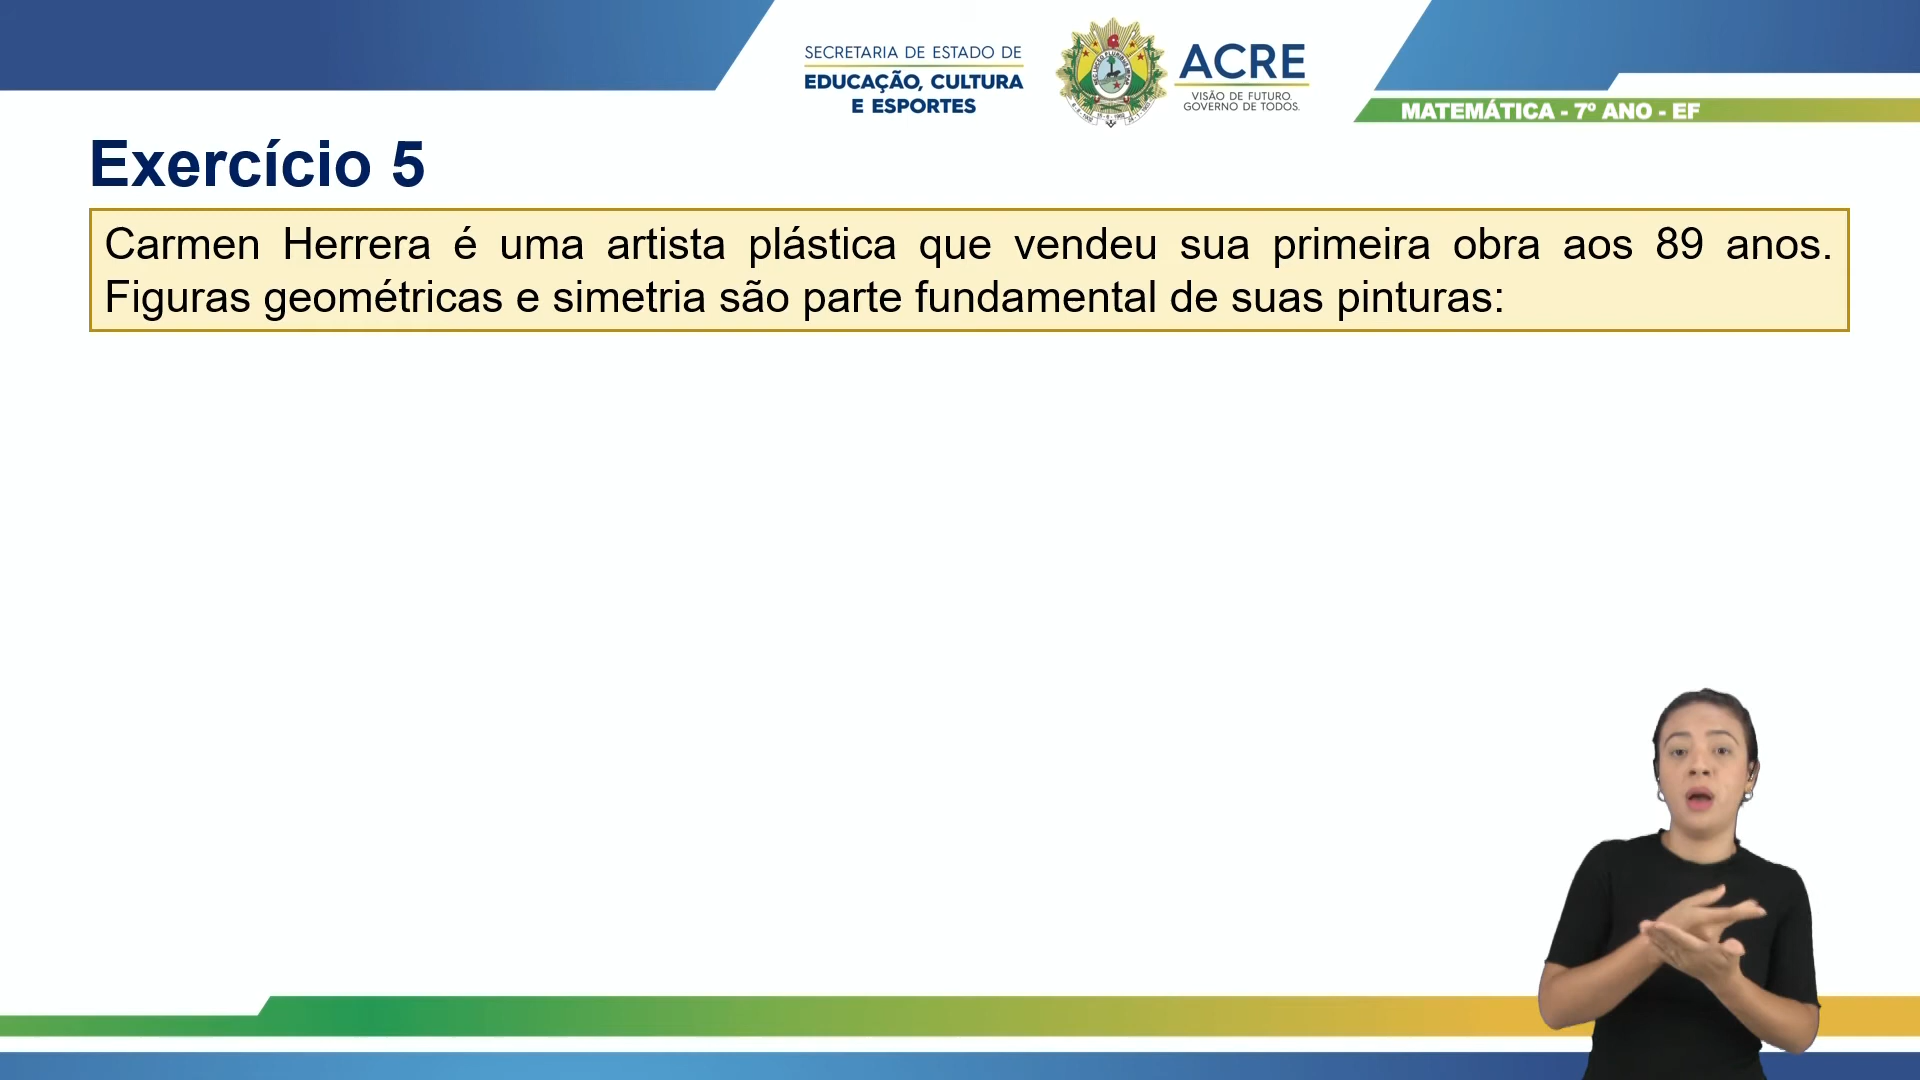 SECRETARIA DE ESTADO DE
EDUCAÇÃO, CULTURA
E ESPORTES
ACRE
VISÃO DE FUTURO.
GOVERNO DE TODOS.
MATEMÁTICA - 7º ANO - EF
Exercício 5
Carmen Herrera é uma artista plástica que vendeu sua primeira obra aos 89 anos.
Figuras geométricas e simetria são parte fundamental de suas pinturas: